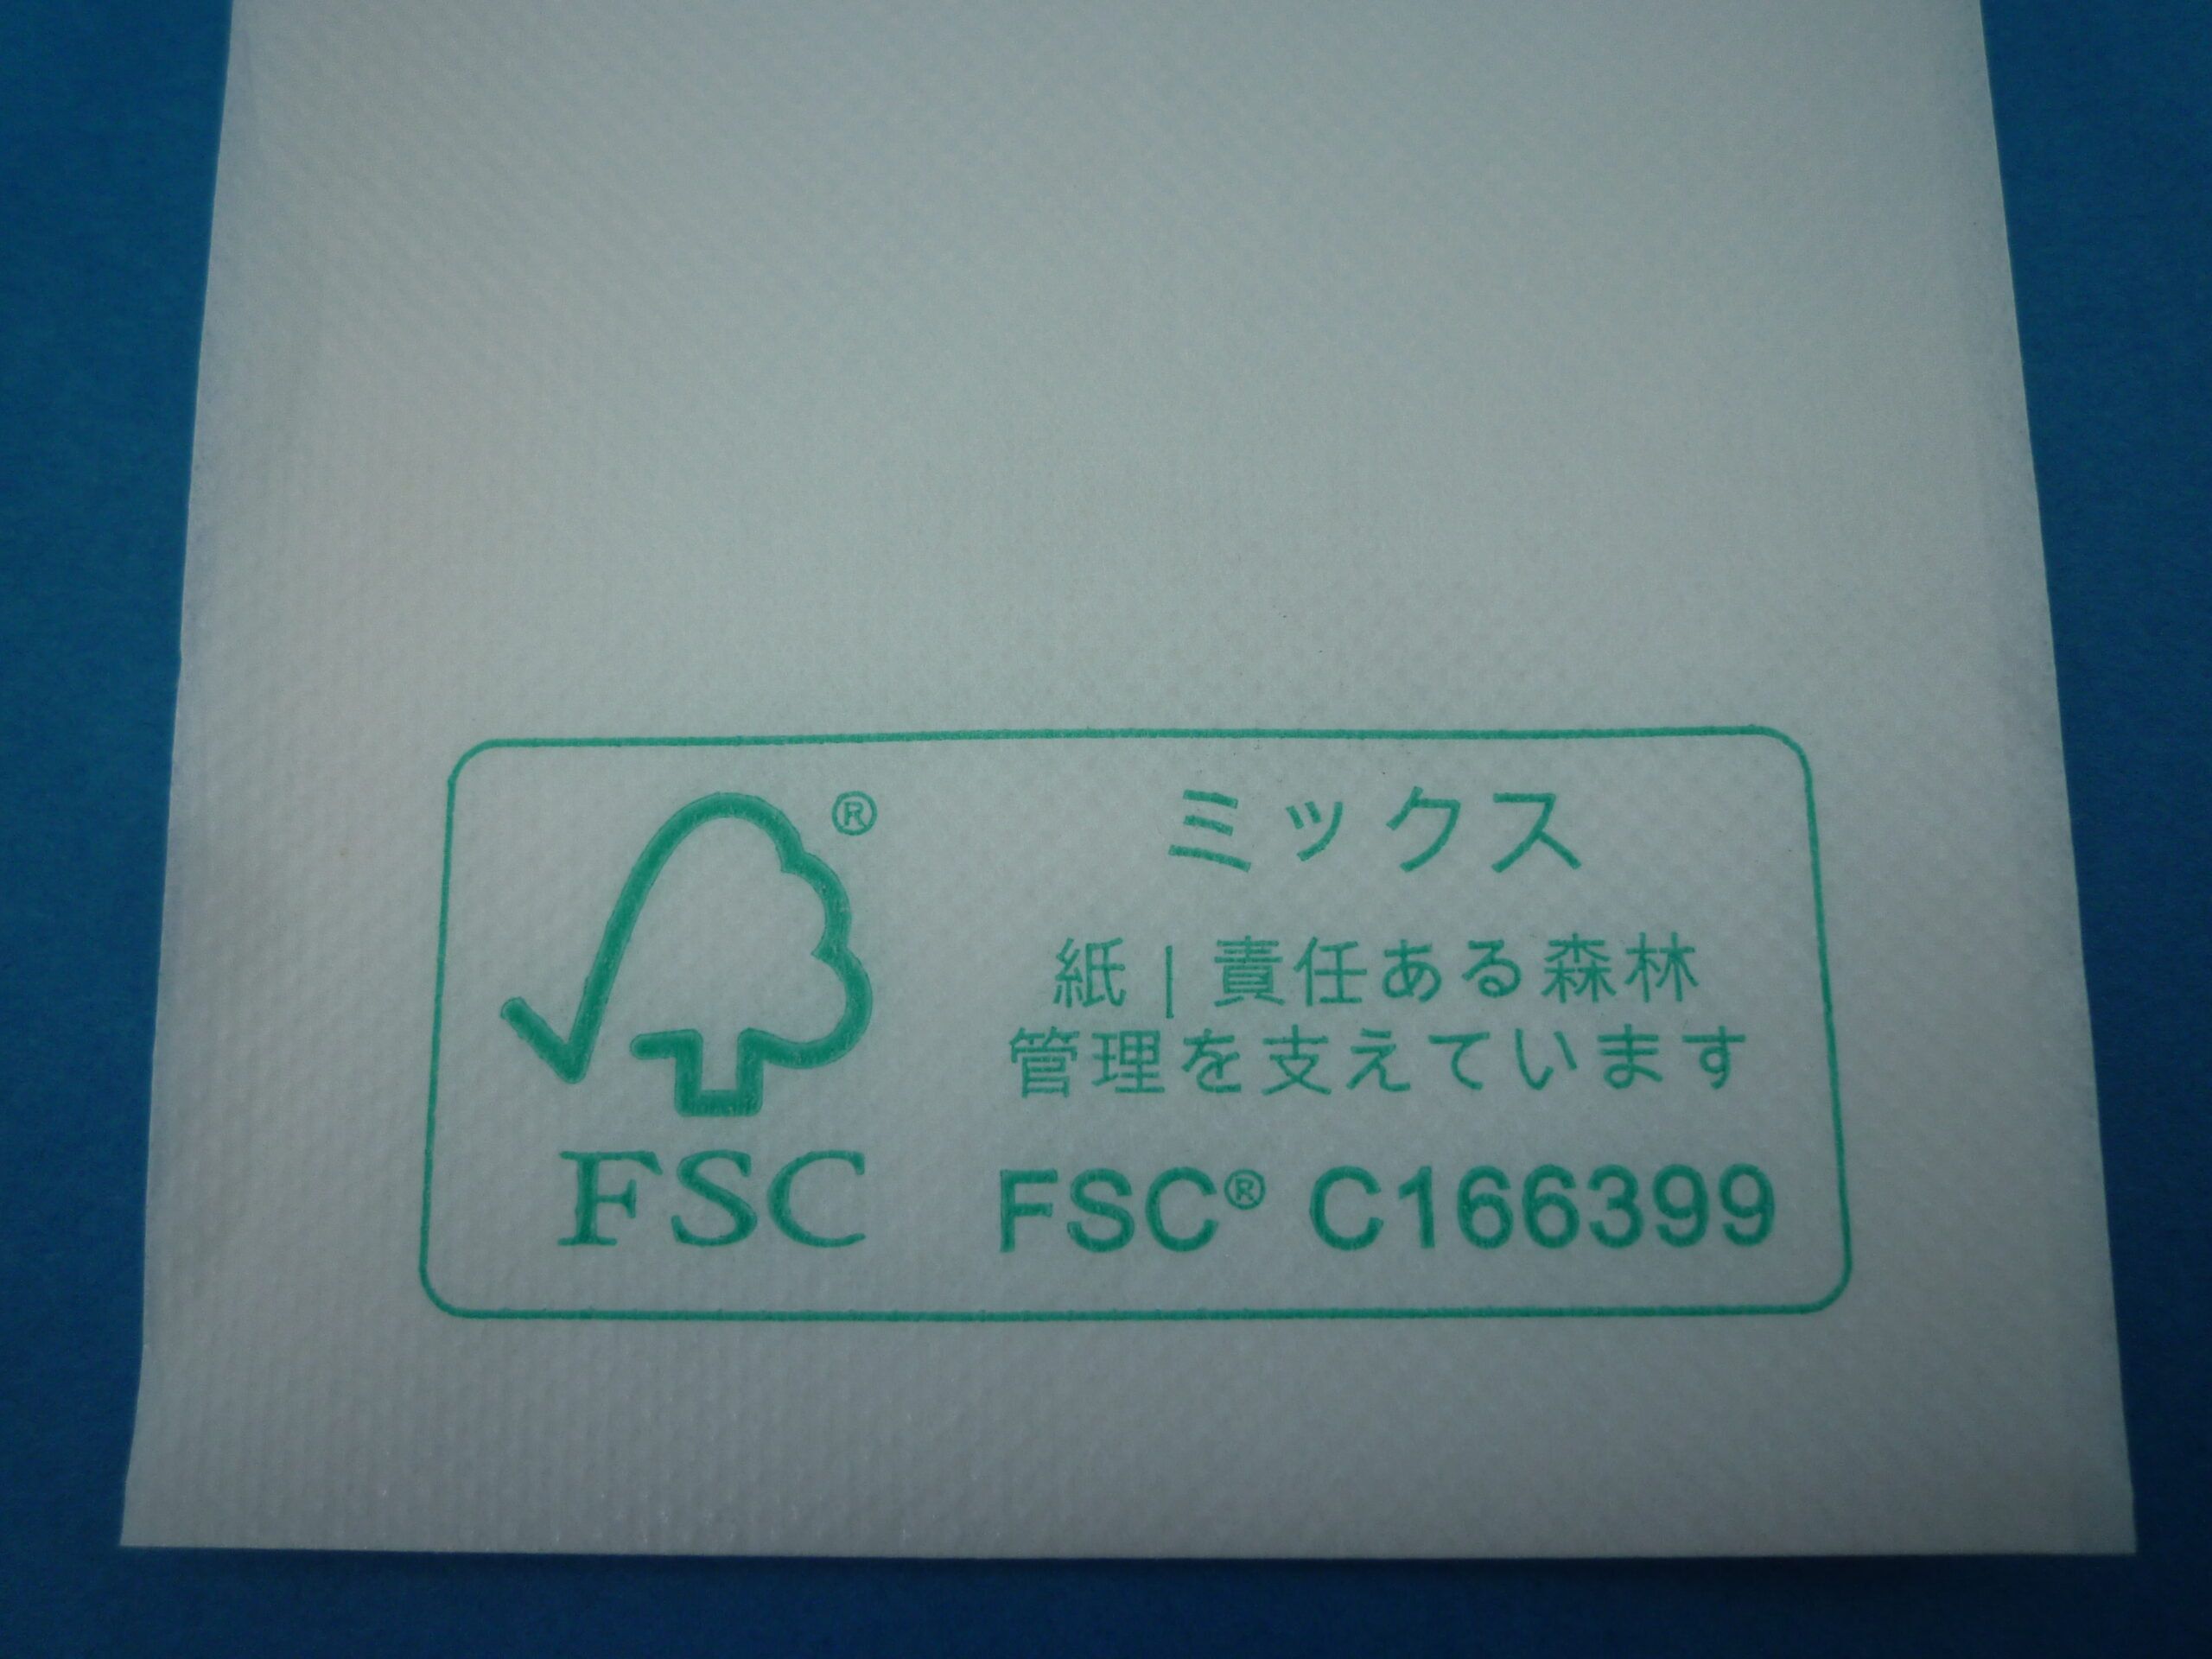 ®
FSC
ミックス
紙 | 責任ある森林
管理を支えています
FSC® C166399